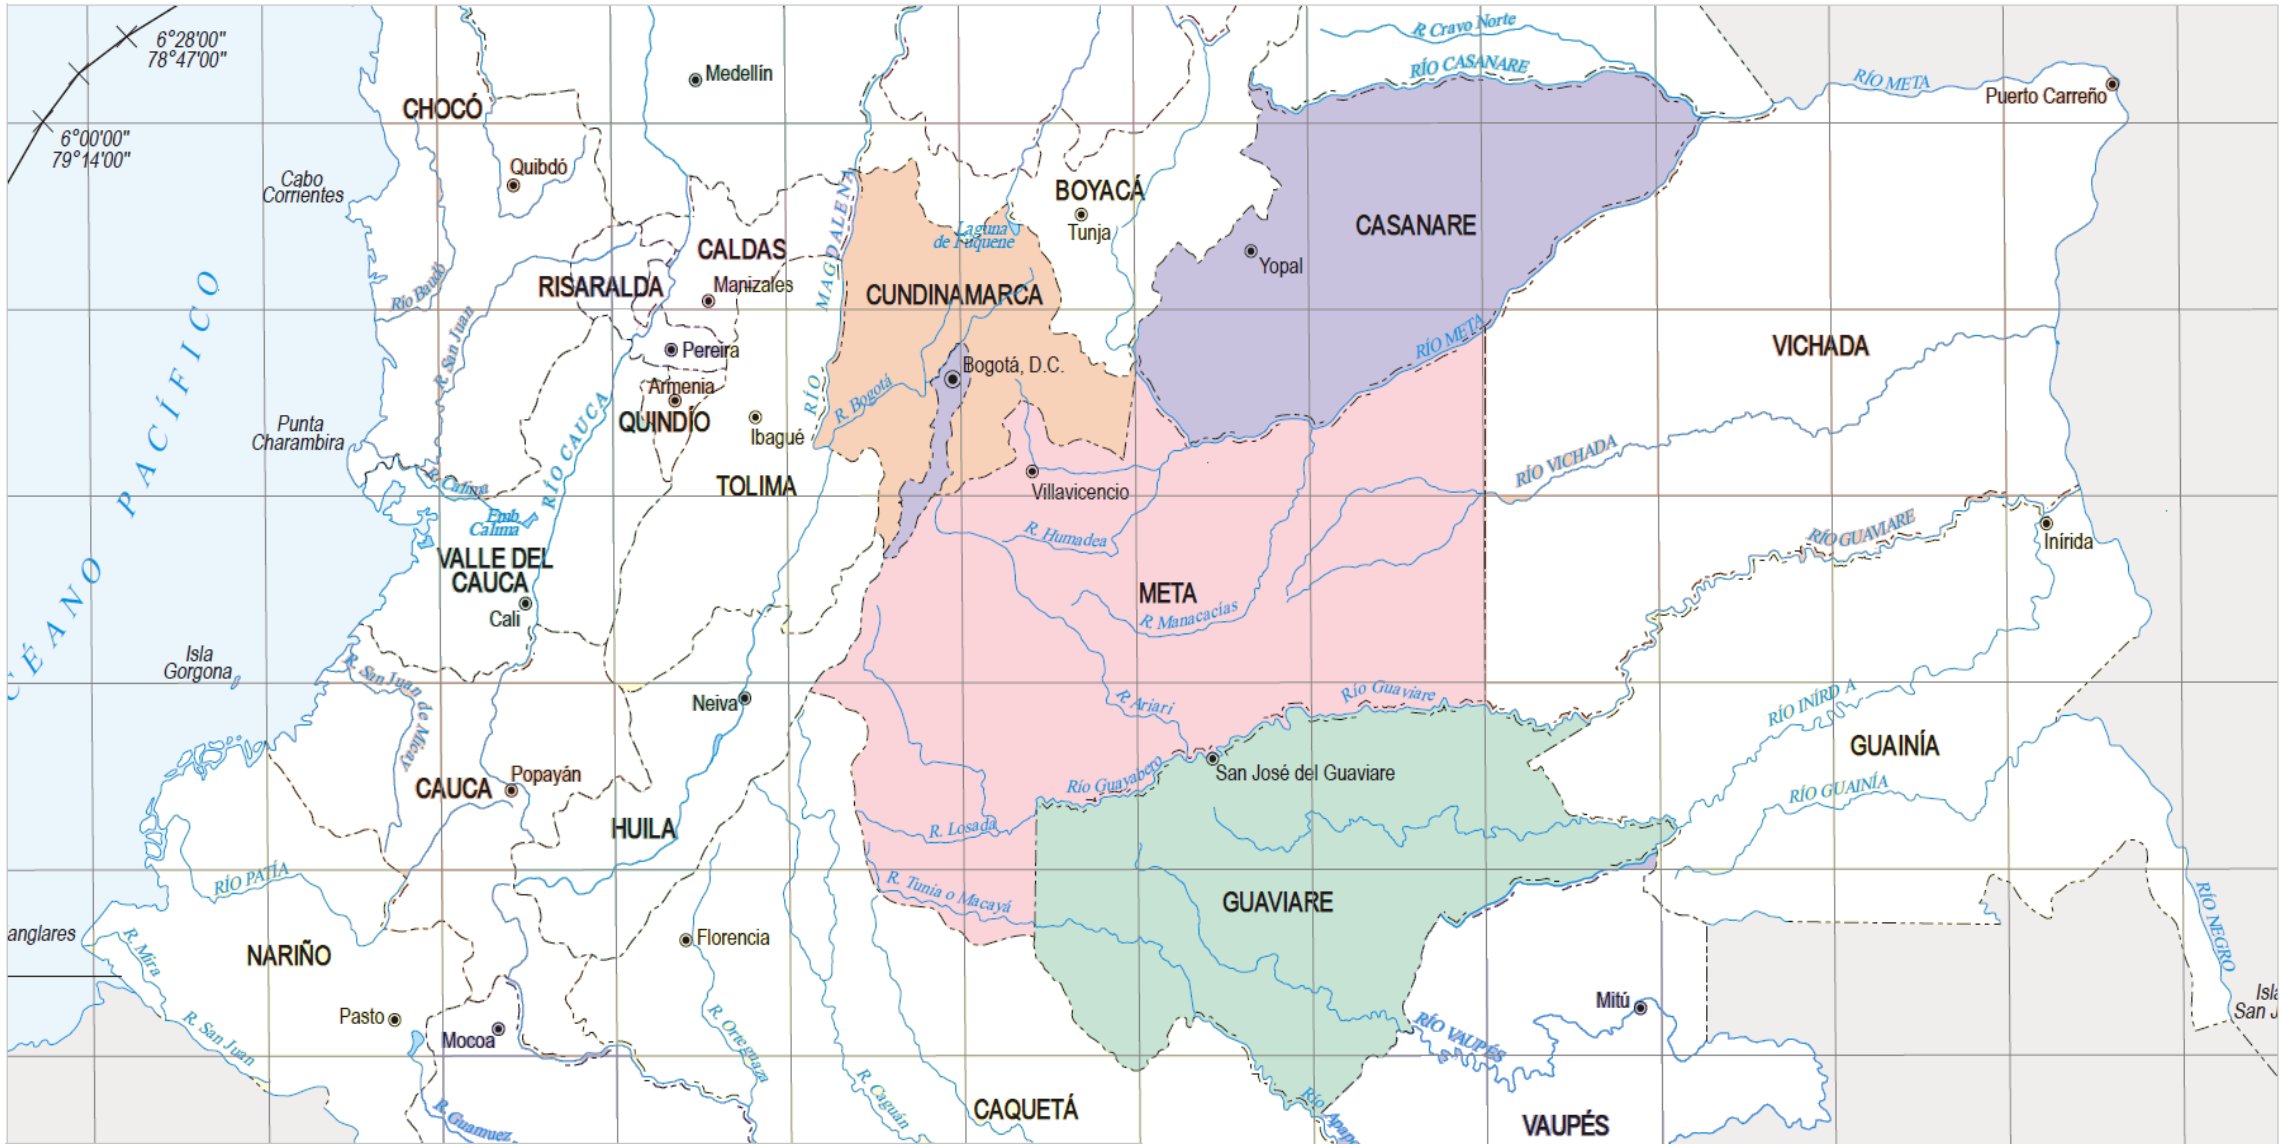 6°28'00"
78°47'00"
6°00'00"
79°14'00"
CHOCÓ
Medellín
R. Cravo Norte
RÍO CASANARE
RÍO META
Puerto Carreño
Quibdó
Cabo
Corrientes
BOYACÁ
Tunja
Laguna
de Fúquene
CASANARE
Yopal
CALDAS
Manizales
RISARALDA
RÍO MAGDALENA
CUNDINAMARCA
Río Baudó
R. San Juan
Pereira
Armenia
QUINDÍO
Ibagué
R. Bogotá
Bogotá, D.C.
RÍO META
VICHADA
Punta
Charambira
RÍO CAUCA
TOLIMA
R. Calima
Emb.
Calima
Villavicencio
R. Humadea
RÍO VICHADA
RÍO GUAVIARE
Inírida
VALLE DEL
CAUCA
Cali
META
R. Manacacías
CÉANO PACÍFICO
Isla
Gorgona
R. San Juan de Micay
Neiva
R. Ariari
Río Guaviare
RÍO INÍRIDA
GUAINÍA
Río Guayabero
San José del Guaviare
CAUCA
Popayán
HUILA
R. Losada
RÍO GUAINÍA
RÍO PATÍA
R. Tunia o Macayá
GUAVIARE
RÍO NEGRO
anglares
R. Mira
NARIÑO
Florencia
Pasto
R. San Juan
Mocoa
R. Orteguaza
Mitú
RÍO VAUPÉS
Isla
San J
R. Guamuez
R. Caguán
CAQUETÁ
Río Apapo
VAUPÉS